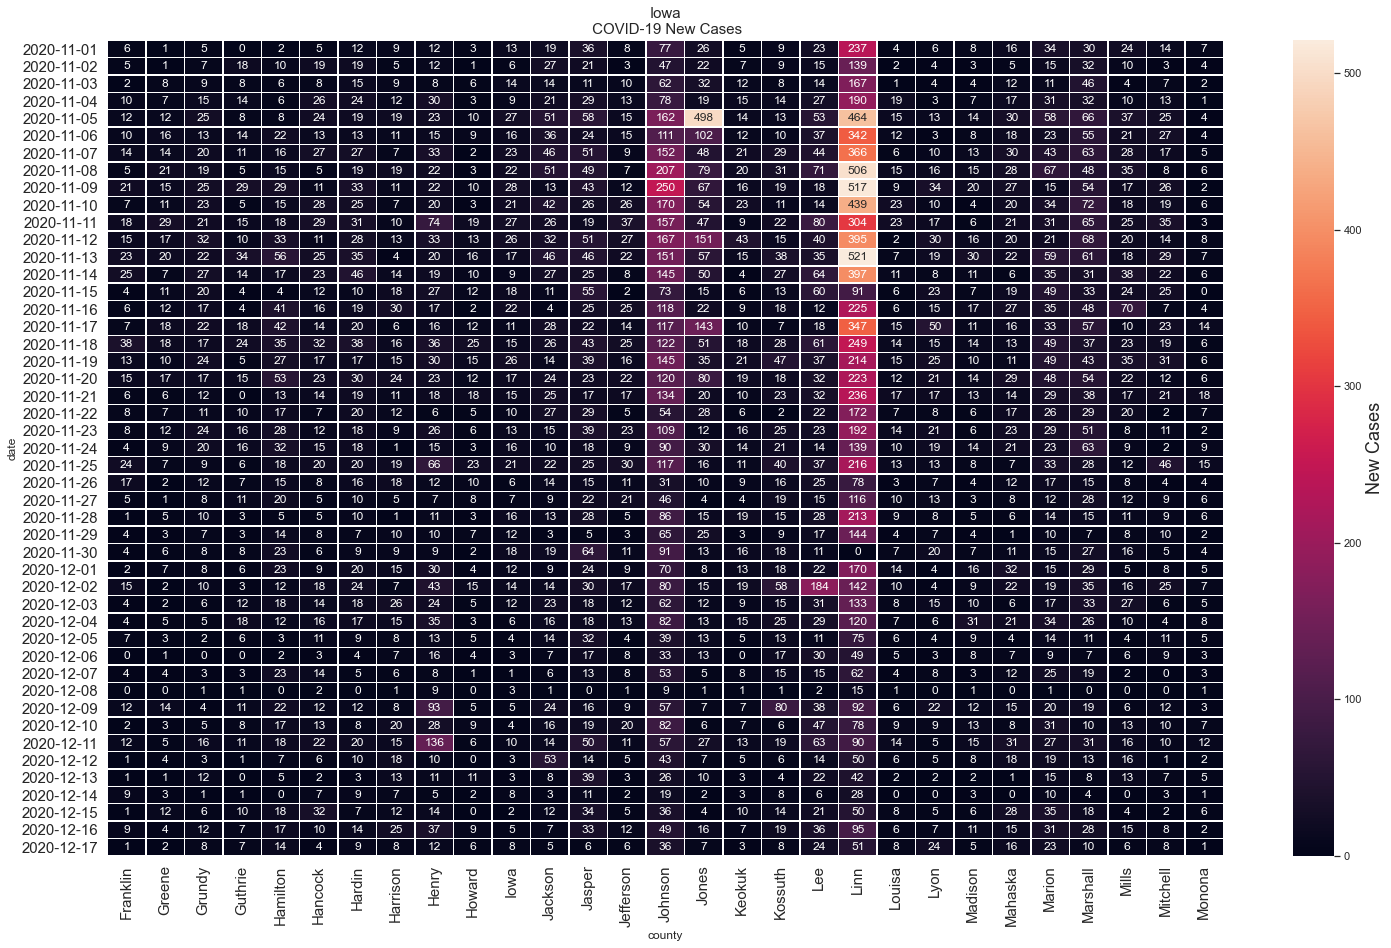 Iowa
COVID-19 New Cases
2020-11-01 6 1 5 0 2 5 12 9 12 3 13 19 36 8 77 26 5 9 23 237 4 6 8 16 34 30 24 14 7
2020-11-02 5 1 7 18 10 19 19 5 12 1 6 27 21 3 47 22 7 9 15 139 2 4 3 5 15 32 10 3 4
2020-11-03 2 8 9 8 6 8 15 9 8 6 14 14 11 10 62 32 12 8 14 167 1 4 4 12 11 46 4 7 2
2020-11-04 10 7 15 14 6 26 24 12 30 3 9 21 29 13 78 19 15 14 27 190 19 3 7 17 31 32 10 13 1
2020-11-05 12 12 25 8 8 24 19 19 23 10 27 51 58 15 162 498 14 13 53 464 15 13 14 30 58 66 37 25 4
2020-11-06 10 16 13 14 22 13 13 11 15 9 16 36 24 15 111 102 12 10 37 342 12 3 8 18 23 55 21 27 4
2020-11-07 14 14 20 11 16 27 27 7 33 2 23 46 51 9 152 48 21 29 44 366 6 10 13 30 43 63 28 17 5
2020-11-08 5 21 19 5 15 5 19 19 22 3 22 51 49 7 207 79 20 31 71 506 15 16 15 28 67 48 35 8 6
2020-11-09 21 15 25 29 29 11 33 11 22 10 28 13 43 12 250 67 16 19 18 517 9 34 20 27 15 54 17 26 2
2020-11-10 7 11 23 5 15 28 25 7 20 3 21 42 26 26 170 54 23 11 14 439 23 10 4 20 34 72 18 19 6
2020-11-11 18 29 21 15 18 29 31 10 74 19 27 26 19 37 157 47 9 22 80 304 23 17 6 21 31 65 25 35 3
2020-11-12 15 17 32 10 33 11 28 13 33 13 26 32 51 27 167 151 43 15 40 395 2 30 16 20 21 68 20 14 8
2020-11-13 23 20 22 34 56 25 35 4 20 16 17 46 46 22 151 57 15 38 35 521 7 19 30 22 59 61 18 29 7
2020-11-14 25 7 27 14 17 23 46 14 19 10 9 27 25 8 145 50 4 27 64 397 11 8 11 6 35 31 38 22 6
2020-11-15 4 11 20 4 4 12 10 18 27 12 18 11 55 2 73 15 6 13 60 91 6 23 7 19 49 33 24 25 0
2020-11-16 6 12 17 4 41 16 19 30 17 2 22 4 25 25 118 22 9 18 12 225 6 15 17 27 35 48 70 7 4
2020-11-17 7 18 22 18 42 14 20 6 16 12 11 28 22 14 117 143 10 7 18 347 15 50 11 16 33 57 10 23 14
2020-11-18 38 18 17 24 35 32 38 16 36 25 15 26 43 25 122 51 18 28 61 249 14 15 14 13 49 37 23 19 6
2020-11-19 13 10 24 5 27 17 17 15 30 15 26 14 39 16 145 35 21 47 37 214 15 25 10 11 49 43 35 31 6
2020-11-20 15 17 17 15 53 23 30 24 23 12 17 24 23 22 120 80 19 18 32 223 12 21 14 29 48 54 22 12 6
2020-11-21 6 6 12 0 13 14 19 11 18 18 15 25 17 17 134 20 10 23 32 236 17 17 13 14 29 38 17 21 18
2020-11-22 8 7 11 10 17 7 20 12 6 5 10 27 29 5 54 28 6 2 22 172 7 8 6 17 26 29 20 2 7
2020-11-23 8 12 24 16 28 12 18 9 26 6 13 15 39 23 109 12 16 25 23 192 14 21 6 23 29 51 8 11 2
2020-11-24 4 9 20 16 32 15 18 1 15 3 16 10 18 9 90 30 14 21 14 139 10 19 14 21 23 63 9 2 9
2020-11-25 24 7 9 6 18 20 20 19 66 23 21 22 25 30 117 16 11 40 37 216 13 13 8 7 33 28 12 46 15
2020-11-26 17 2 12 7 15 8 16 18 12 10 6 14 15 11 31 10 9 16 25 78 3 7 4 12 17 15 8 4 4
2020-11-27 5 1 8 11 20 5 10 5 7 8 7 9 22 21 46 4 4 19 15 116 10 13 3 8 12 28 12 9 6
2020-11-28 1 5 10 3 5 5 10 1 11 3 16 13 28 5 86 15 19 15 28 213 9 8 5 6 14 15 11 9 6
2020-11-29 4 3 7 3 14 8 7 10 10 7 12 3 5 3 65 25 3 9 17 144 4 7 4 1 10 7 8 10 2
2020-11-30 4 6 8 8 23 6 9 9 9 2 18 19 64 11 91 13 16 18 11 0 7 20 7 11 15 27 16 5 4
2020-12-01 2 7 8 6 23 9 20 15 30 4 12 9 24 9 70 8 13 18 22 170 14 4 16 32 15 29 5 8 5
2020-12-02 15 2 10 3 12 18 24 7 43 15 14 14 30 17 80 15 19 58 184 142 10 4 9 22 19 35 16 25 7
2020-12-03 4 2 6 12 18 14 18 26 24 5 12 23 18 12 62 12 9 15 31 133 8 15 10 6 17 33 27 6 5
2020-12-04 4 5 5 18 12 16 17 15 35 3 6 16 18 13 82 13 15 25 29 120 7 6 31 21 34 26 10 4 8
2020-12-05 7 3 2 6 3 11 9 8 13 5 4 14 32 4 39 13 5 13 11 75 6 4 9 4 14 11 4 11 5
2020-12-06 0 1 0 0 2 3 4 7 16 4 3 7 17 8 33 13 0 17 30 49 5 3 8 7 9 7 6 9 3
2020-12-07 4 4 3 3 23 14 5 6 8 1 1 6 13 8 53 5 8 15 15 62 4 8 3 12 25 19 2 0 3
2020-12-08 0 0 1 1 0 2 0 1 9 0 3 1 0 1 9 1 1 1 2 15 1 0 1 0 1 0 0 0 1
2020-12-09 12 14 4 11 22 12 12 8 93 5 5 24 16 9 57 7 7 80 38 92 6 22 12 15 20 19 6 12 3
2020-12-10 2 3 5 8 17 13 8 20 28 9 4 16 19 20 82 6 7 6 47 78 9 9 13 8 31 10 13 10 7
2020-12-11 12 5 16 11 18 22 20 15 136 6 10 14 50 11 57 27 13 19 63 90 14 5 15 31 27 31 16 10 12
2020-12-12 1 4 3 1 7 6 10 18 10 0 3 53 14 5 43 7 5 6 14 50 6 5 8 18 19 13 16 1 2
2020-12-13 1 1 12 0 5 2 3 13 11 11 3 8 39 3 26 10 3 4 22 42 2 2 2 1 15 8 13 7 5
2020-12-14 9 3 1 1 0 7 9 7 5 2 8 3 11 2 19 2 3 8 6 28 0 0 3 0 10 4 0 3 1
2020-12-15 1 12 6 10 18 32 7 12 14 0 2 12 34 5 36 4 10 14 21 50 8 5 6 28 35 18 4 2 6
2020-12-16 9 4 12 7 17 10 14 25 37 9 5 7 33 12 49 16 7 19 36 95 6 7 11 15 31 28 15 8 2
2020-12-17 1 2 8 7 14 4 9 8 12 6 8 5 6 6 36 7 3 8 24 51 8 24 5 16 23 10 6 8 1
Franklin Greene Grundy Guthrie Hamilton Hancock Hardin Harrison Henry Howard Iowa Jackson Jasper Jefferson Johnson Jones Keokuk Kossuth Lee Linn Louisa Lyon Madison Mahaska Marion Marshall Mills Mitchell Monona
county
date
500
400
300
200
100
0
New Cases